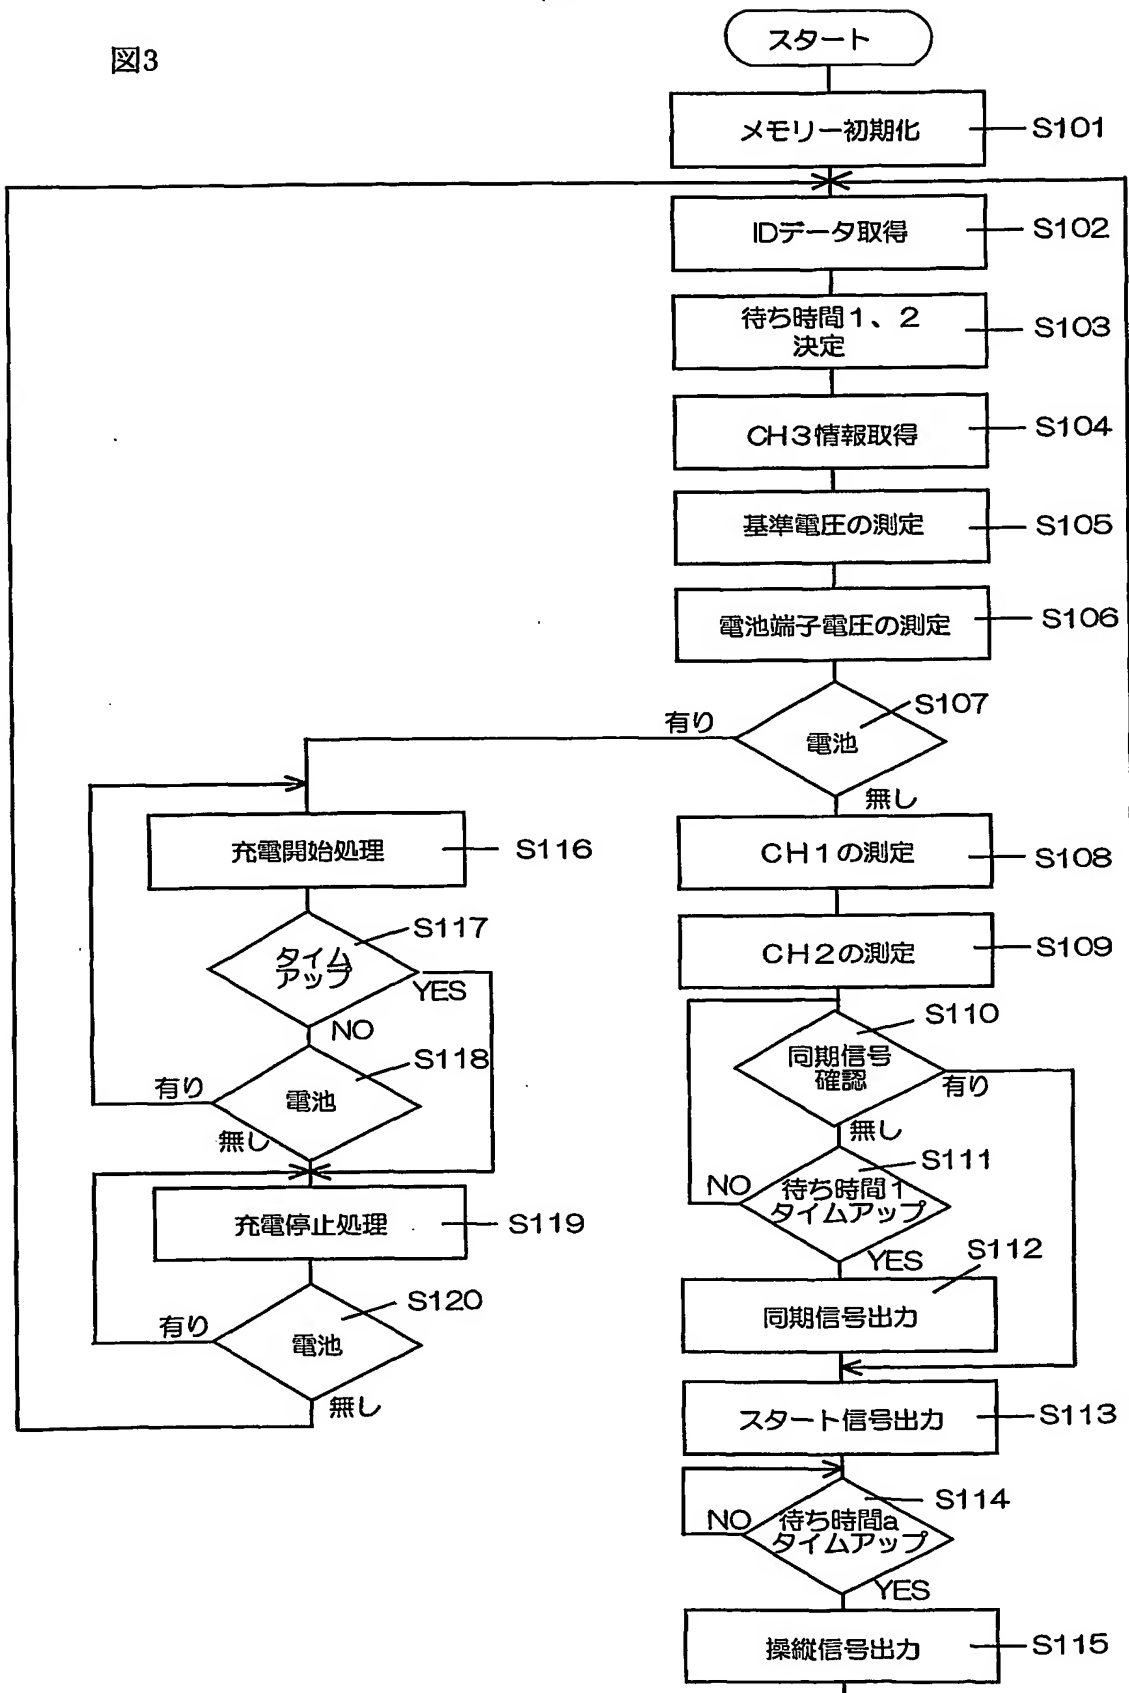 図3
スタート
メモリー初期化
S101
IDデータ取得
S102
待ち時間1、2
決定
S103
CH3情報取得
S104
基準電圧の測定
S105
電池端子電圧の測定
S106
電池
S107
有り
無し
CH1の測定
S108
CH2の測定
S109
同期信号
確認
S110
有り
無し
待ち時間1
タイムアップ
S111
NO
YES
同期信号出力
S112
スタート信号出力
S113
待ち時間a
タイムアップ
S114
NO
YES
操縦信号出力
S115
充電開始処理
S116
タイム
アップ
S117
YES
NO
電池
S118
有り
無し
充電停止処理
S119
電池
S120
有り
無し